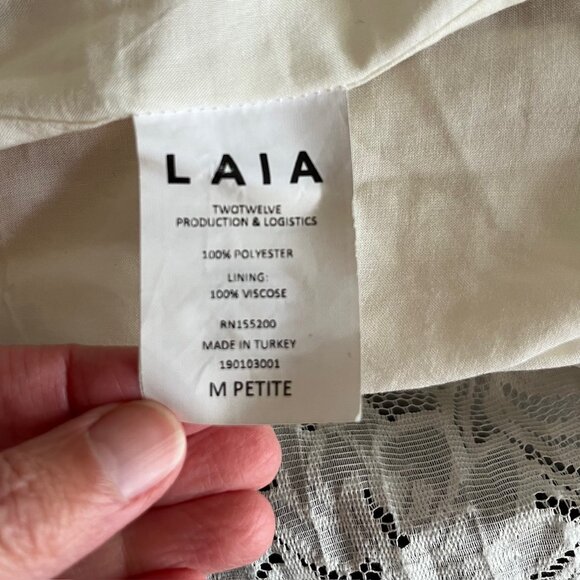 LAIA
TWOTWELVE
PRODUCTION & LOGISTICS
100% POLYESTER
LINING:
100% VISCOSE
RN155200
MADE IN TURKEY
190103001
M PETITE